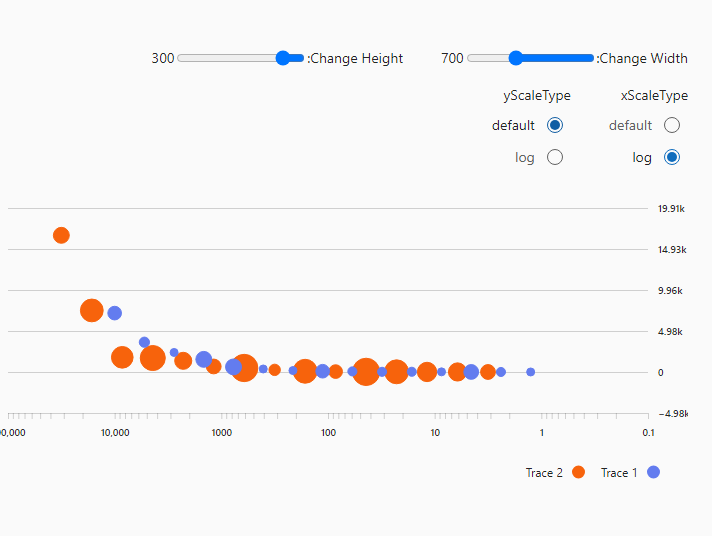 300 :Change Height
700 :Change Width
yScaleType
default
log
xScaleType
default
log
19.91k
14.93k
9.96k
4.98k
0
−4.98k
00,000 10,000 1000 100 10 1 0.1
Trace 2 Trace 1